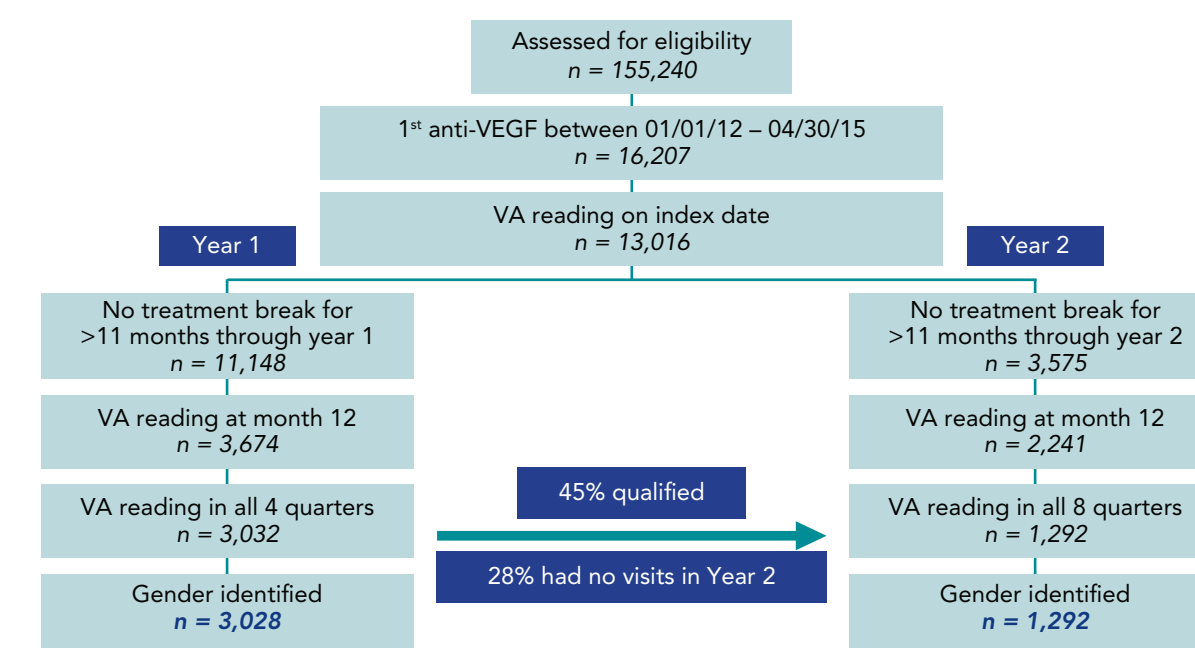 Assessed for eligibility
n = 155,240
1st anti-VEGF between 01/01/12 – 04/30/15
n = 16,207
VA reading on index date
n = 13,016
Year 1
Year 2
No treatment break for
>11 months through year 1
n = 11,148
VA reading at month 12
n = 3,674
VA reading in all 4 quarters
n = 3,032
Gender identified
n = 3,028
45% qualified
28% had no visits in Year 2
No treatment break for
>11 months through year 2
n = 3,575
VA reading at month 12
n = 2,241
VA reading in all 8 quarters
n = 1,292
Gender identified
n = 1,292